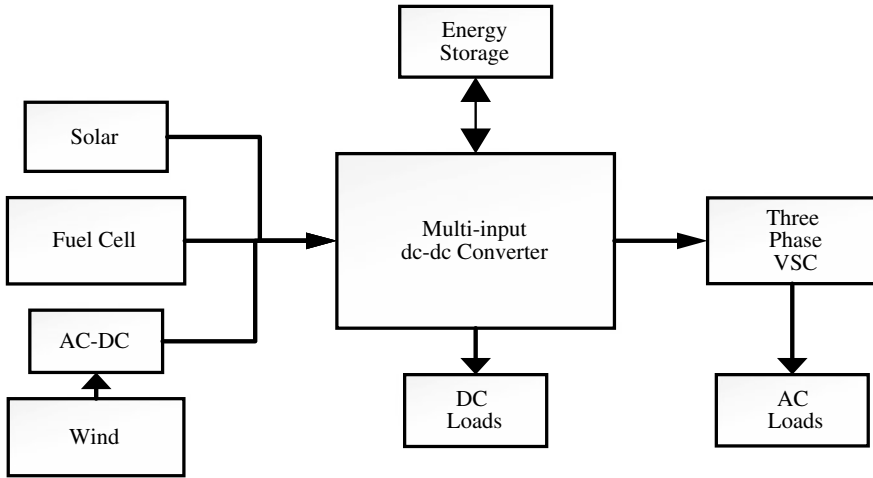 Energy
Storage
Solar
Fuel Cell
Multi-input
dc-dc Converter
Three
Phase
VSC
AC-DC
Wind
DC
Loads
AC
Loads